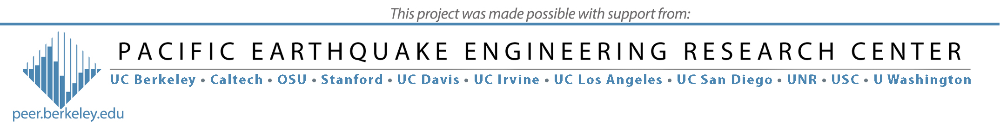 This project was made possible with support from:
PACIFIC EARTHQUAKE ENGINEERING RESEARCH CENTER
UC Berkeley • Caltech • OSU • Stanford • UC Davis • UC Irvine • UC Los Angeles • UC San Diego • UNR • USC • U Washington
peer.berkeley.edu